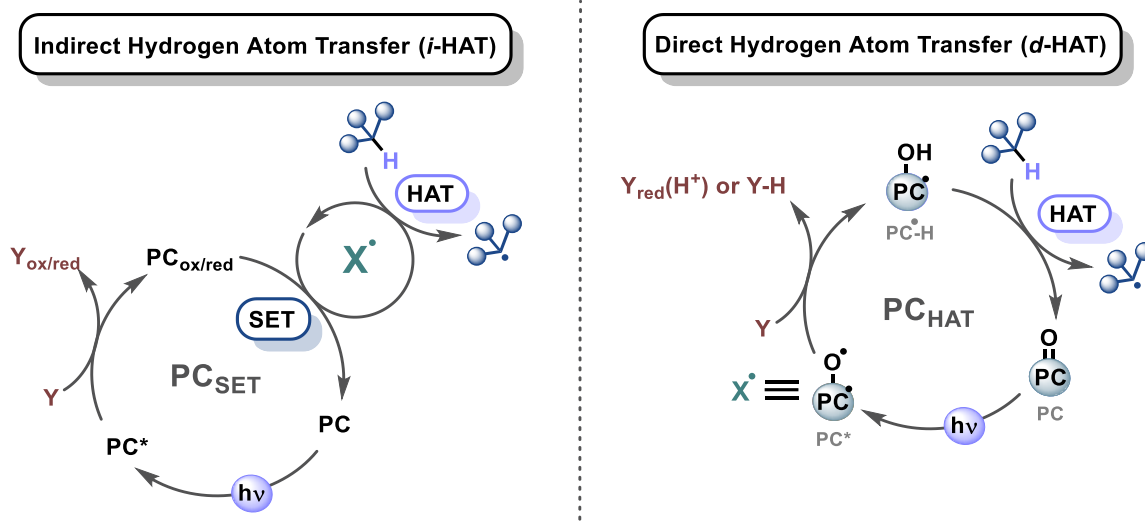 Indirect Hydrogen Atom Transfer (i-HAT)
H
HAT
X•
Yox/red
PCox/red
SET
PCSET
Y
PC
PC*
hν
Direct Hydrogen Atom Transfer (d-HAT)
H
OH
Yred(H+) or Y-H
PC•
HAT
PC•-H
PCHAT
Y
O
O•
PC
X• ≡ PC•
PC
PC*
hν